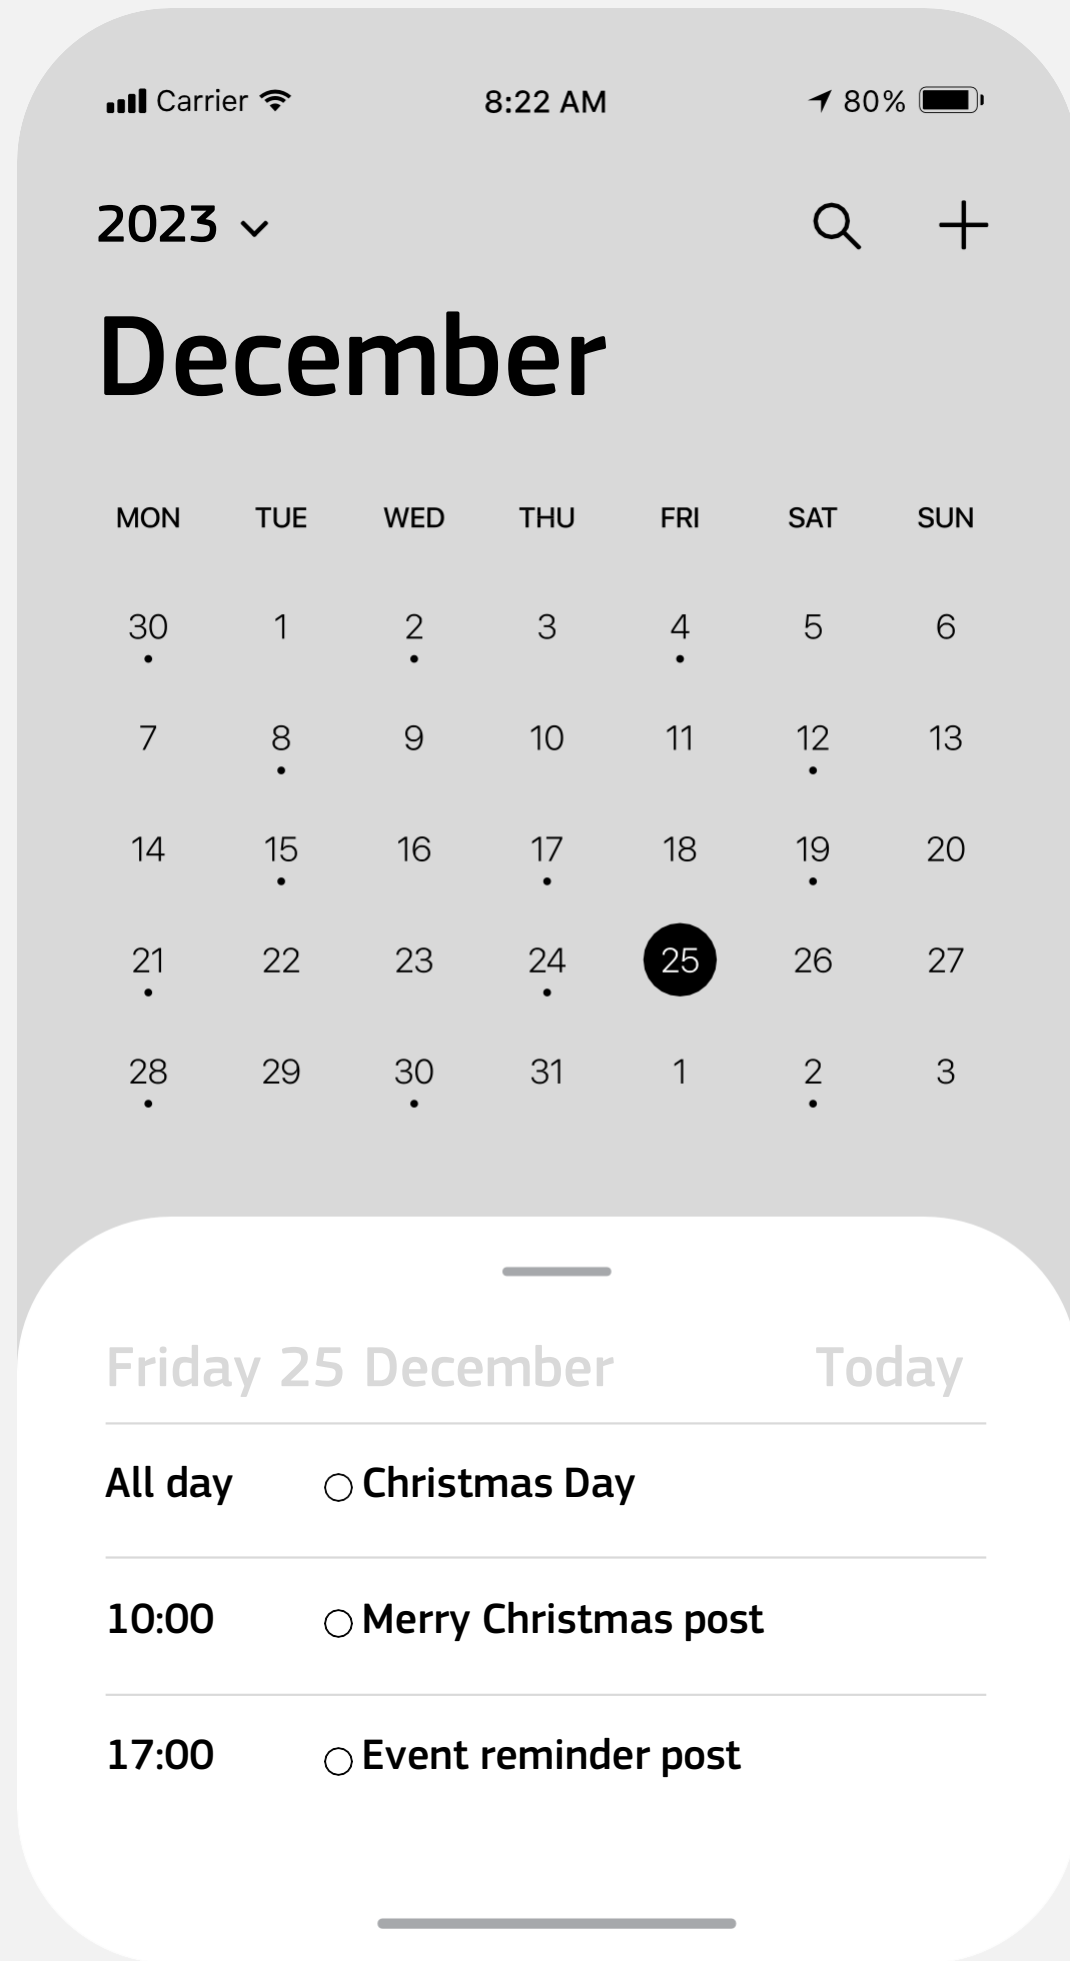 Carrier 8:22 AM 80%
2023
December
MON TUE WED THU FRI SAT SUN
30 1 2 3 4 5 6
7 8 9 10 11 12 13
14 15 16 17 18 19 20
21 22 23 24 25 26 27
28 29 30 31 1 2 3
Friday 25 December Today
All day Christmas Day
10:00 Merry Christmas post
17:00 Event reminder post